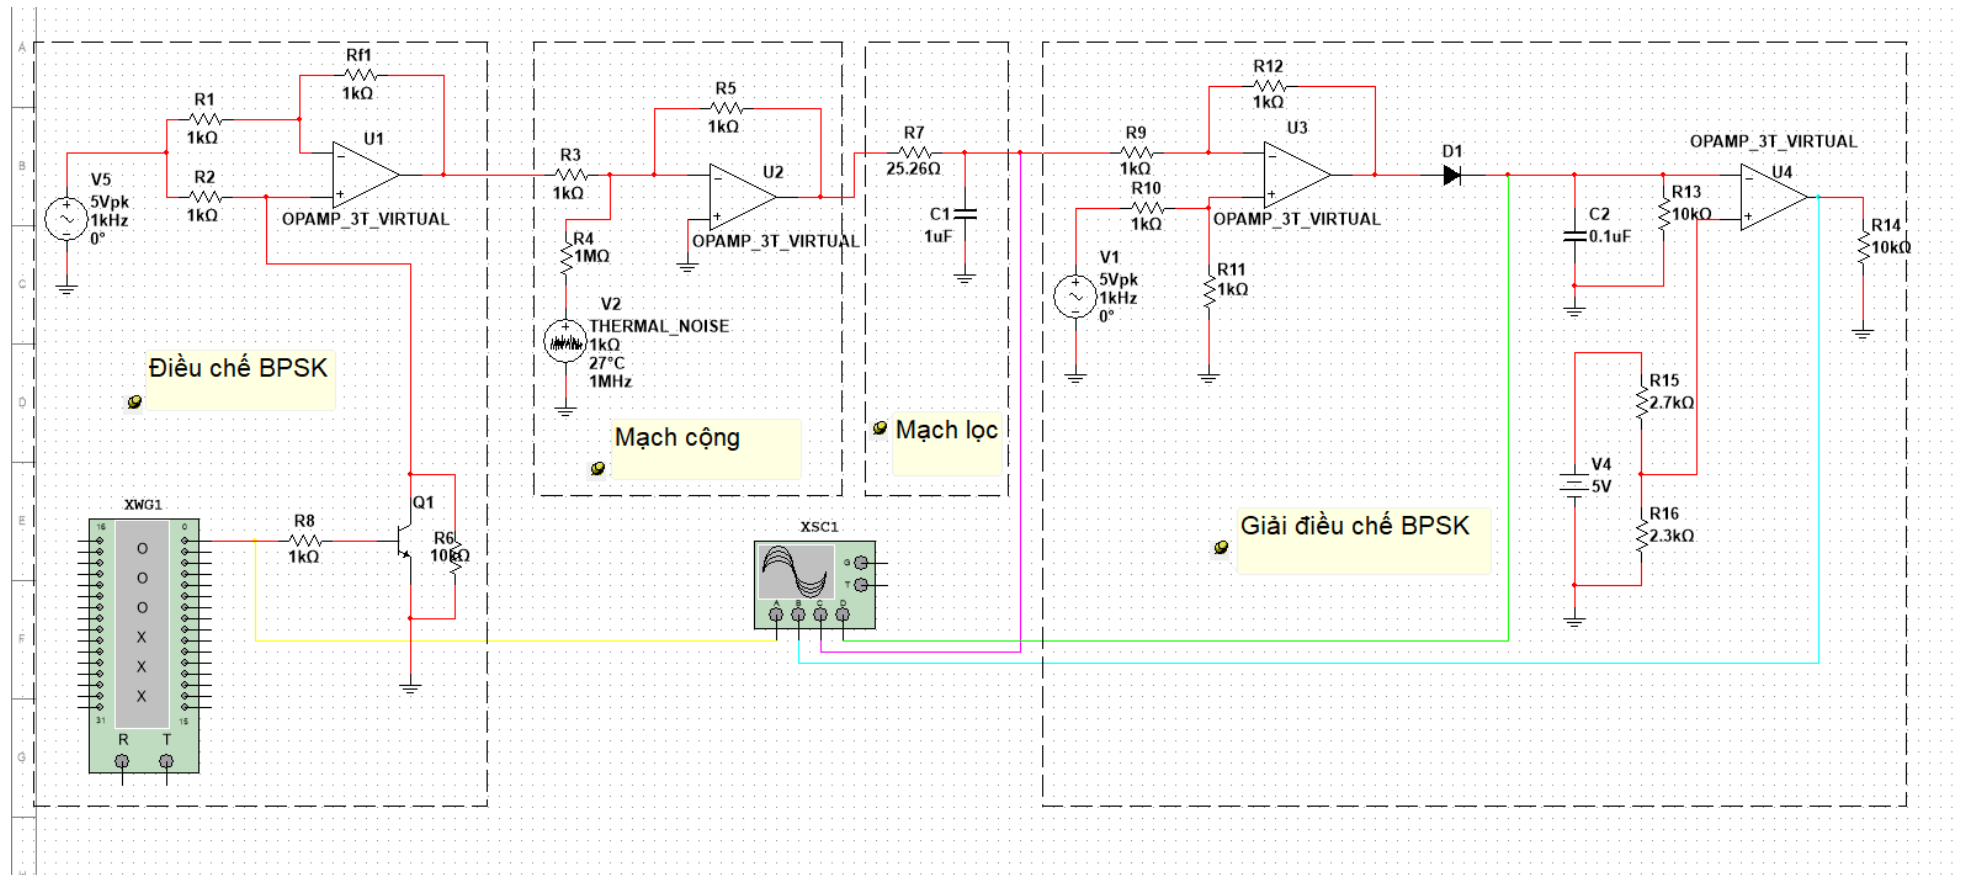 A
B
C
D
E
F
G
H
Rf1
1kΩ
R1
1kΩ
U1
R2
1kΩ
OPAMP_3T_VIRTUAL
V5
5Vpk
1kHz
0°
Điều chế BPSK
XWG1
16
0
O
O
O
X
X
X
31
15
R
T
R8
1kΩ
Q1
R6
10kΩ
R5
1kΩ
R3
1kΩ
U2
OPAMP_3T_VIRTUAL
R4
1MΩ
V2
THERMAL_NOISE
1kΩ
27°C
1MHz
Mạch cộng
R7
25.26Ω
C1
1uF
Mạch lọc
XSC1
G
T
A
B
C
D
R12
1kΩ
R9
1kΩ
U3
R10
1kΩ
OPAMP_3T_VIRTUAL
V1
5Vpk
1kHz
0°
R11
1kΩ
D1
OPAMP_3T_VIRTUAL
U4
C2
0.1uF
R13
10kΩ
R14
10kΩ
R15
2.7kΩ
V4
5V
R16
2.3kΩ
Giải điều chế BPSK